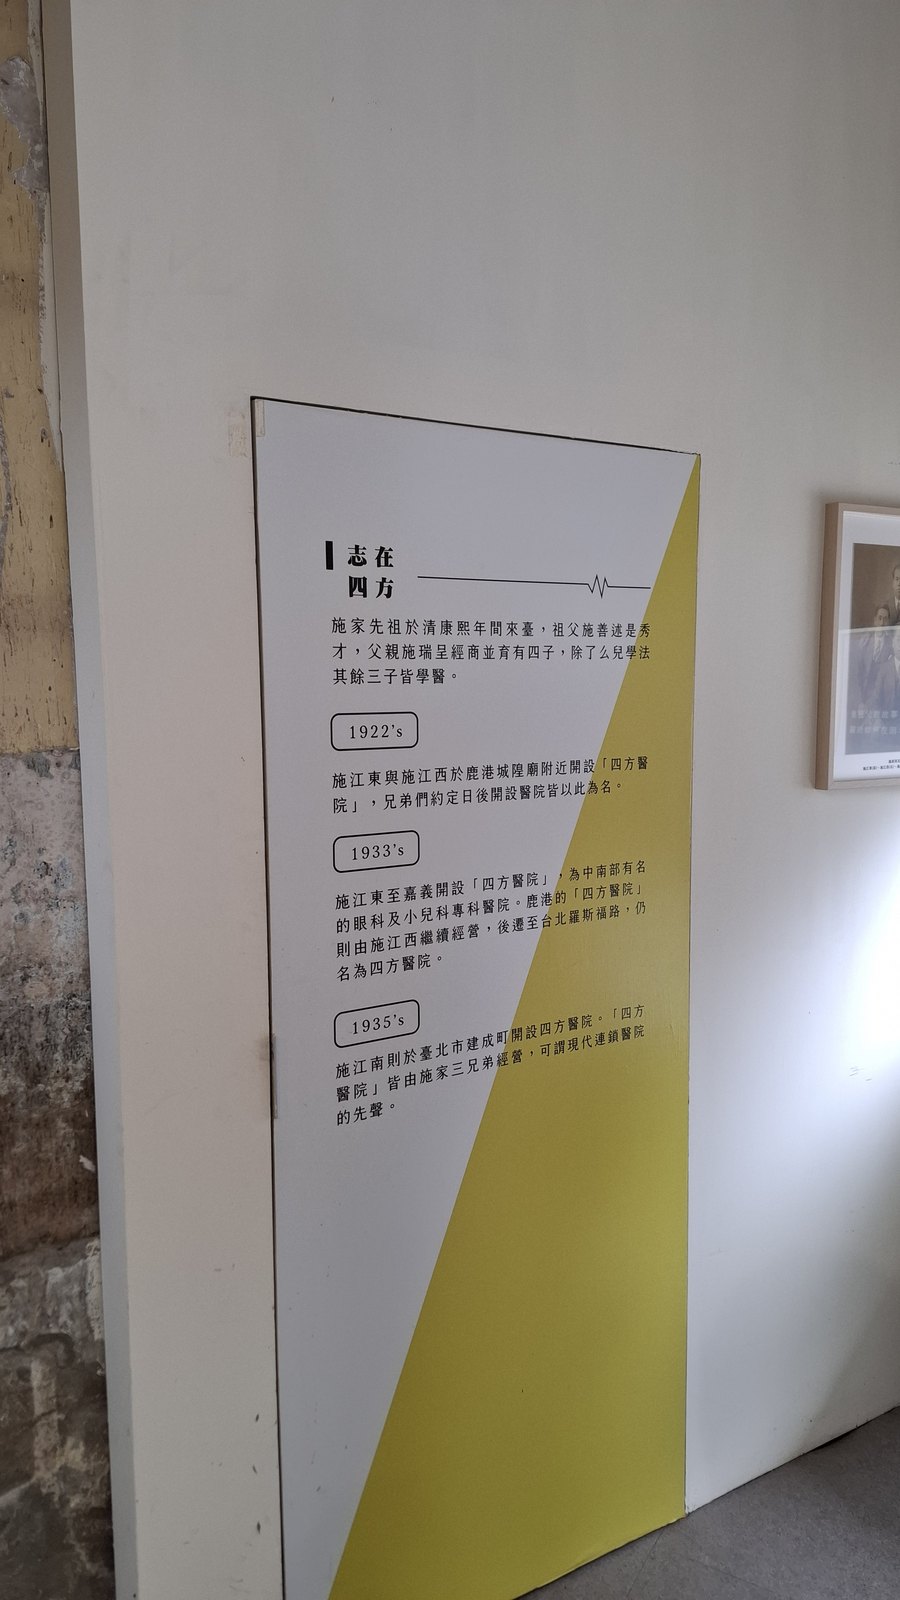 志在
四方
施家先祖於清康熙年間來臺，祖父施善述是秀
才，父親施瑞呈經商並育有四子，除了么兒學法
其餘三子皆學醫。
1922's
施江東與施江西於鹿港城隍廟附近開設「四方醫
院」，兄弟們約定日後開設醫院皆以此為名。
1933's
施江東至嘉義開設「四方醫院」，為中南部有名
的眼科及小兒科專科醫院。鹿港的「四方醫院」
則由施江西繼續經營，後遷至台北羅斯福路，仍
名為四方醫院。
1935's
施江南則於臺北市建成町開設四方醫院。「四方
醫院」皆由施家三兄弟經營，可謂現代連鎖醫院
的先聲。